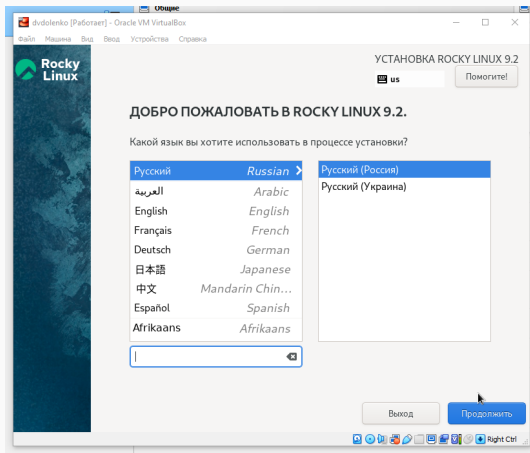 Общие
dvdolenko [Работает] - Oracle VM VirtualBox
Файл Машина Вид Ввод Устройства Справка
Rocky
Linux
УСТАНОВКА ROCKY LINUX 9.2
us
Помогите!
ДОБРО ПОЖАЛОВАТЬ В ROCKY LINUX 9.2.
Какой язык вы хотите использовать в процессе установки?
Русский Russian
العربية Arabic
English English
Français French
Deutsch German
日本語 Japanese
中文 Mandarin Chin...
Español Spanish
Afrikaans Afrikaans
Русский (Россия)
Русский (Украина)
Выход
Продолжить
Right Ctrl